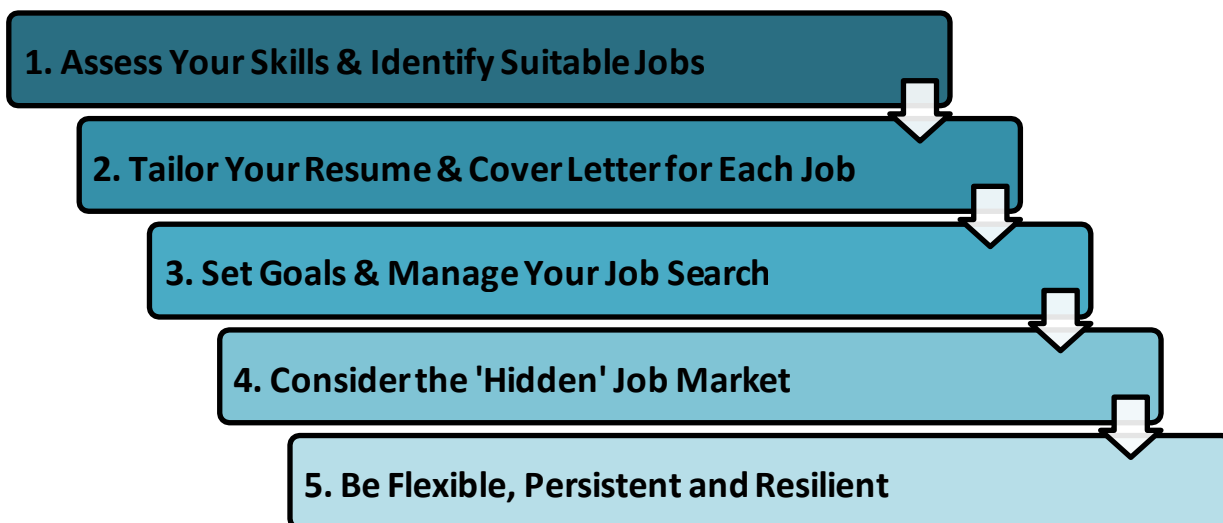 1. Assess Your Skills & Identify Suitable Jobs
2. Tailor Your Resume & Cover Letter for Each Job
3. Set Goals & Manage Your Job Search
4. Consider the 'Hidden' Job Market
5. Be Flexible, Persistent and Resilient